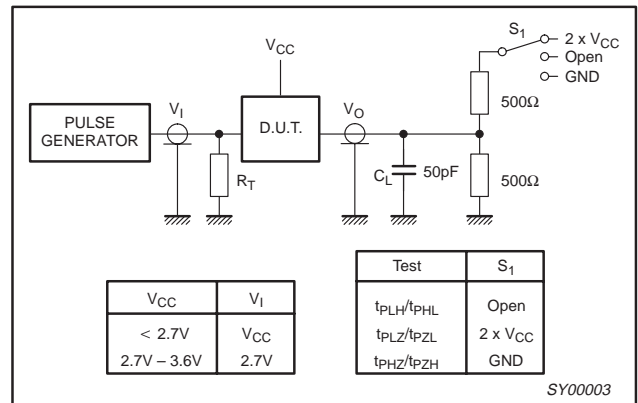 S1
2 x VCC
Open
GND
VCC
500Ω
PULSE
GENERATOR
VI
D.U.T.
VO
RT
CL
50pF
500Ω
VCC VI
< 2.7V VCC
2.7V – 3.6V 2.7V
Test S1
tPLH/tPHL Open
tPLZ/tPZL 2 x VCC
tPHZ/tPZH GND
SY00003